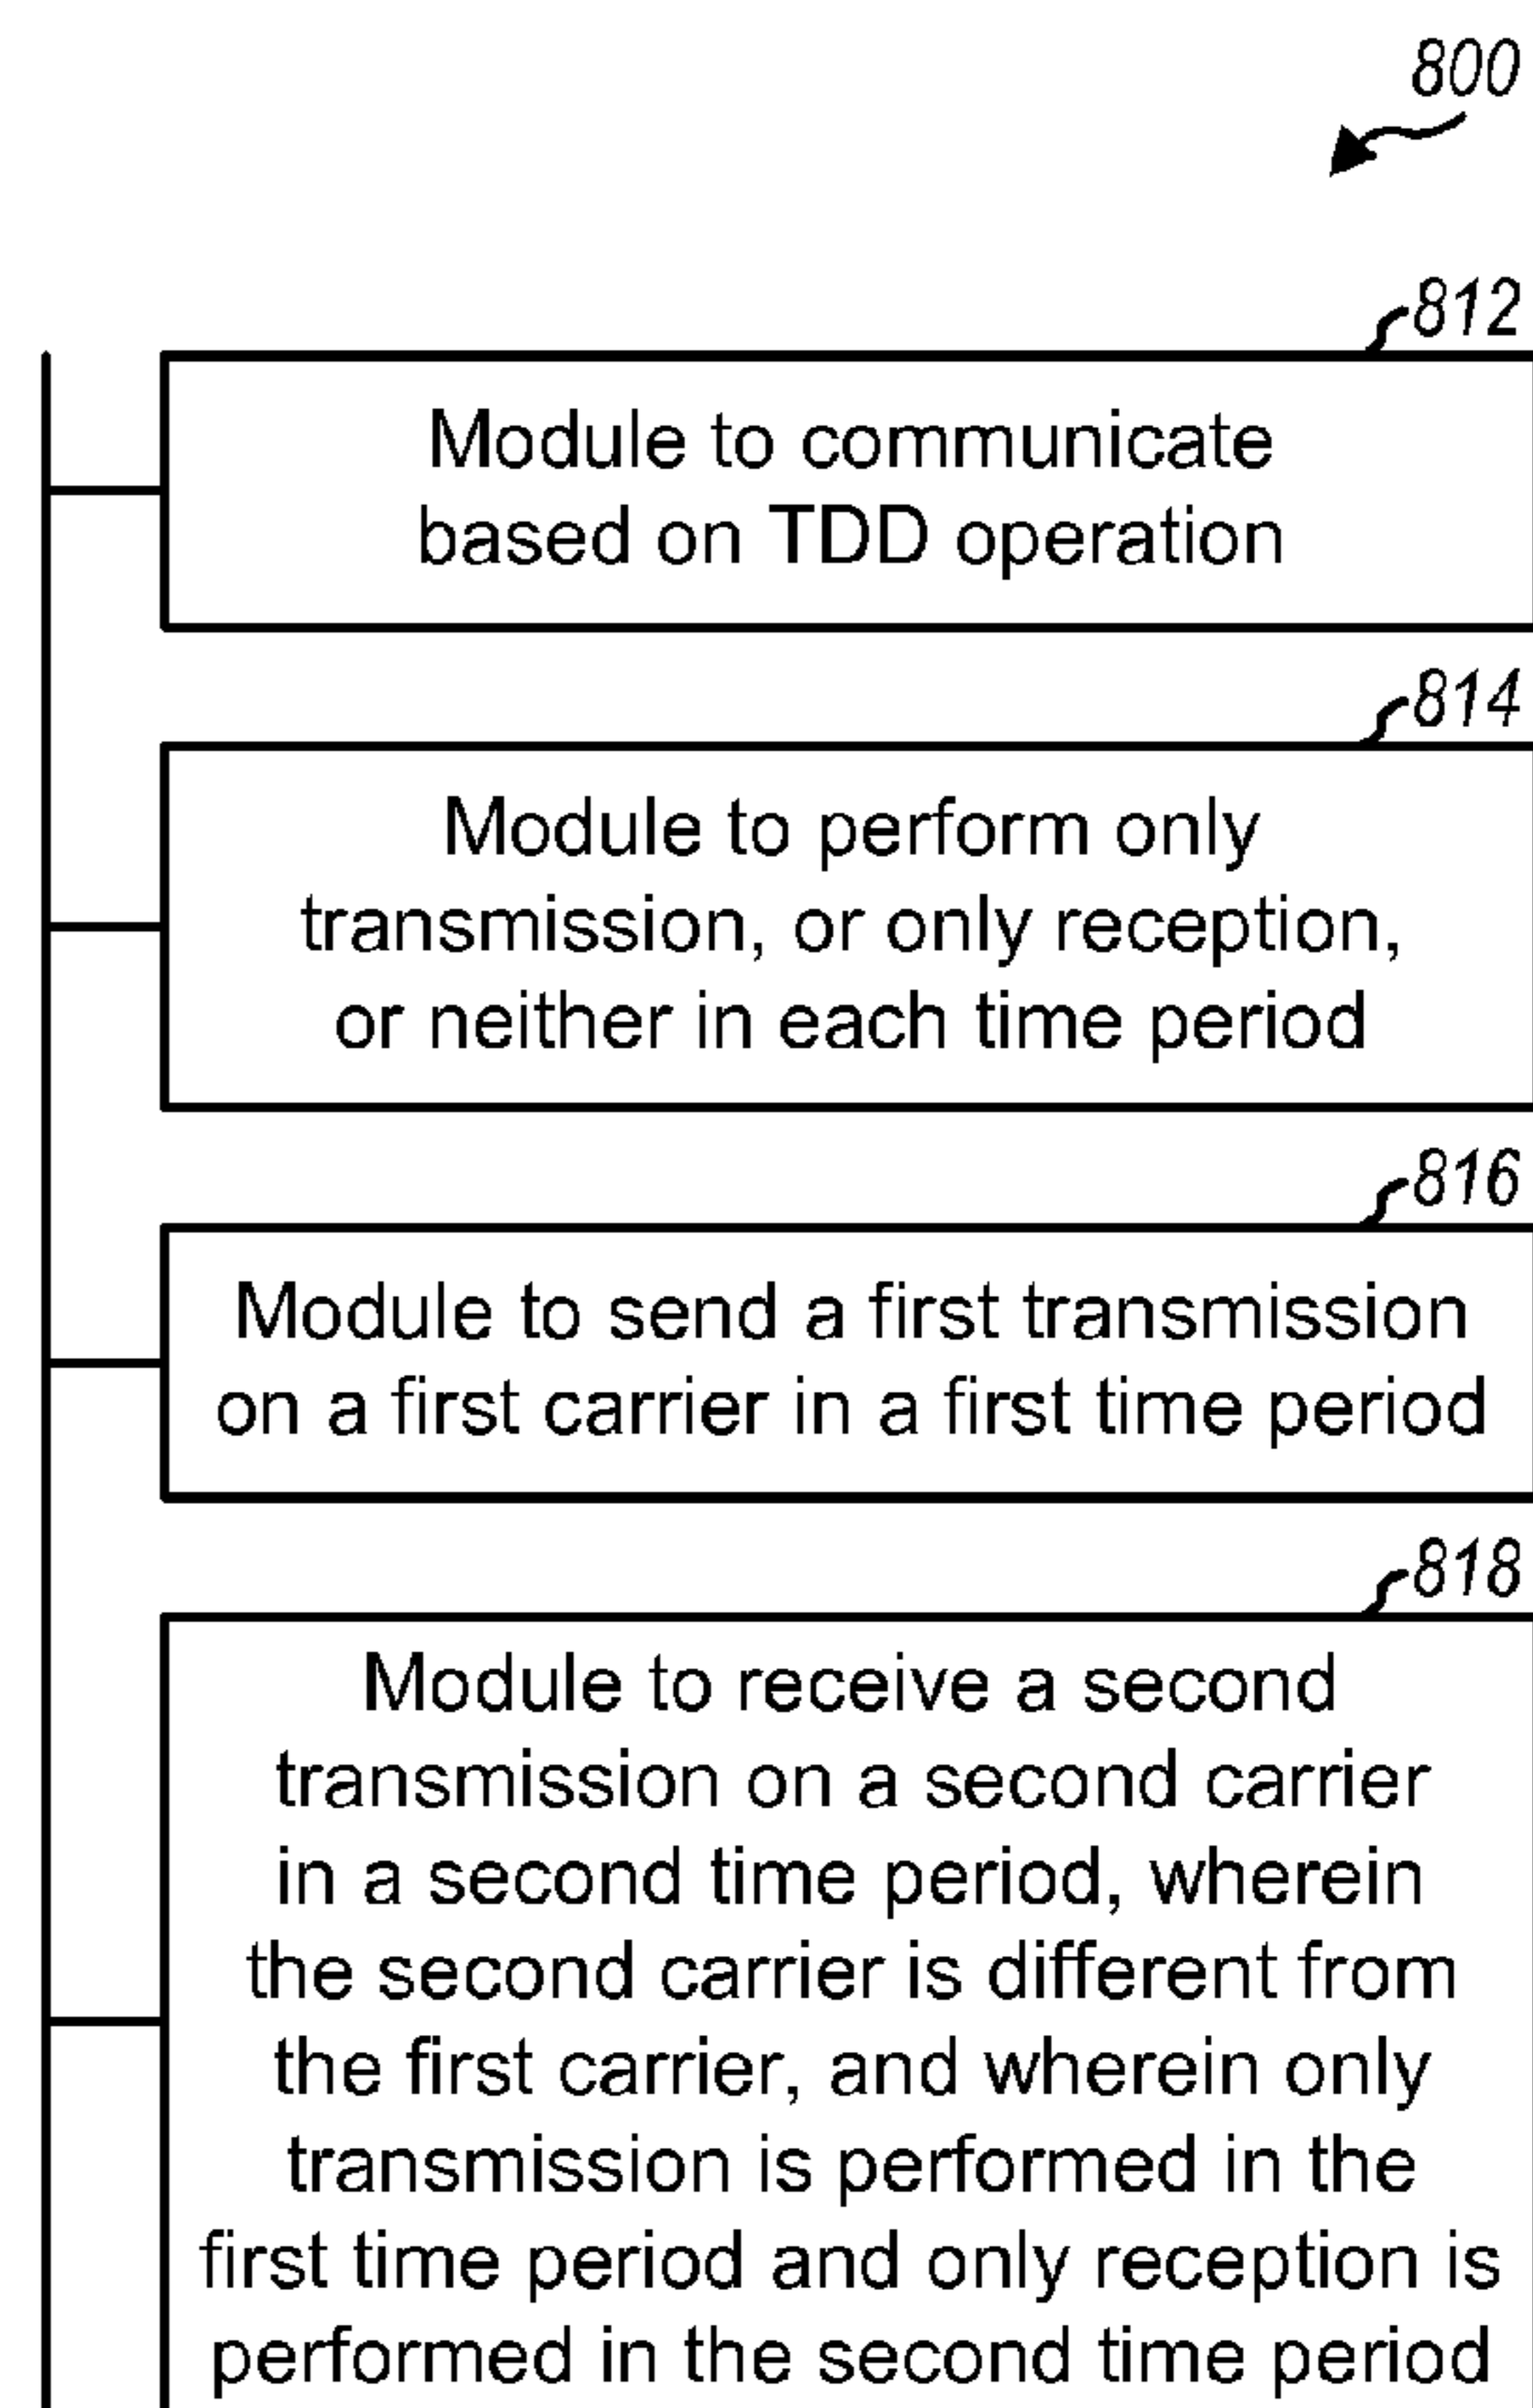 800
812
Module to communicate
based on TDD operation
814
Module to perform only
transmission, or only reception,
or neither in each time period
816
Module to send a first transmission
on a first carrier in a first time period
818
Module to receive a second
transmission on a second carrier
in a second time period, wherein
the second carrier is different from
the first carrier, and wherein only
transmission is performed in the
first time period and only reception is
performed in the second time period